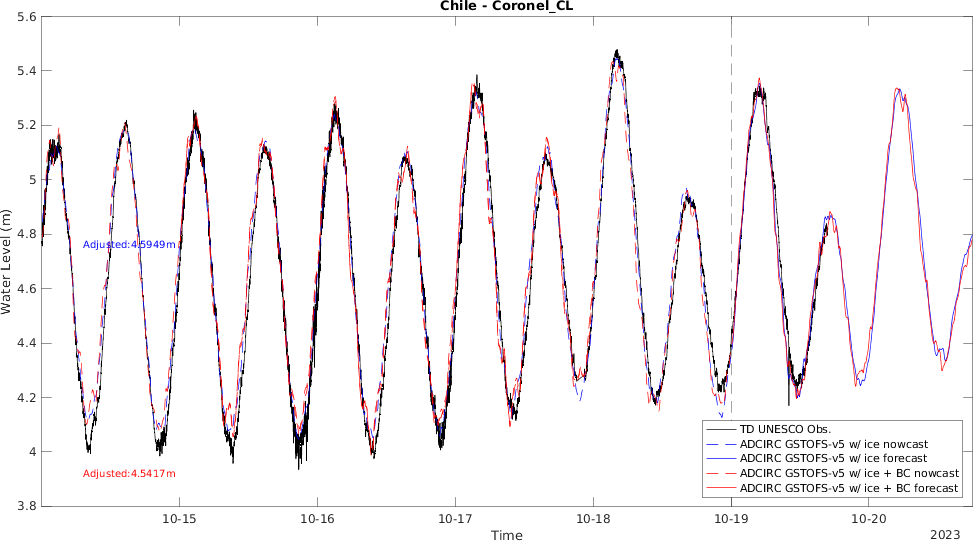 Chile - Coronel_CL
5.6
5.4
5.2
5
4.8
4.6
4.4
4.2
4
3.8
Water Level (m)
Adjusted:4.5949m
Adjusted:4.5417m
TD UNESCO Obs.
ADCIRC GSTOFS-v5 w/ ice nowcast
ADCIRC GSTOFS-v5 w/ ice forecast
ADCIRC GSTOFS-v5 w/ ice + BC nowcast
ADCIRC GSTOFS-v5 w/ ice + BC forecast
10-15 10-16 10-17 10-18 10-19 10-20
Time
2023